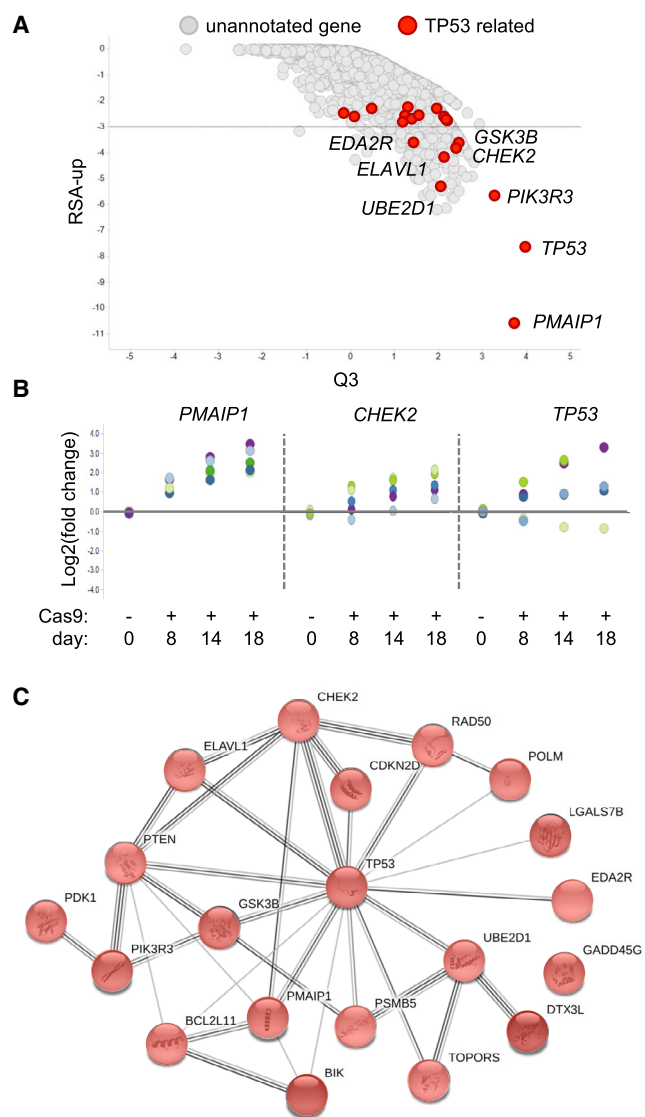 A
unannotated gene TP53 related
0
-1
-2
-3
-4
-5
-6
-7
-8
-9
-10
-11
RSA-up
EDA2R
GSK3B
CHEK2
ELAVL1
UBE2D1
PIK3R3
TP53
PMAIP1
-5 -4 -3 -2 -1 0 1 2 3 4 5
Q3
B
PMAIP1 CHEK2 TP53
4.0
3.0
2.0
1.0
0.0
-1.0
-2.0
-3.0
-4.0
Log2(fold change)
Cas9: - + + + - + + + - + + +
day: 0 8 14 18 0 8 14 18 0 8 14 18
C
CHEK2
RAD50
ELAVL1
CDKN2D
POLM
LGALS7B
PTEN
TP53
EDA2R
PDK1
GSK3B
UBE2D1
PIK3R3
GADD45G
PMAIP1
PSMB5
DTX3L
BCL2L11
TOPORS
BIK